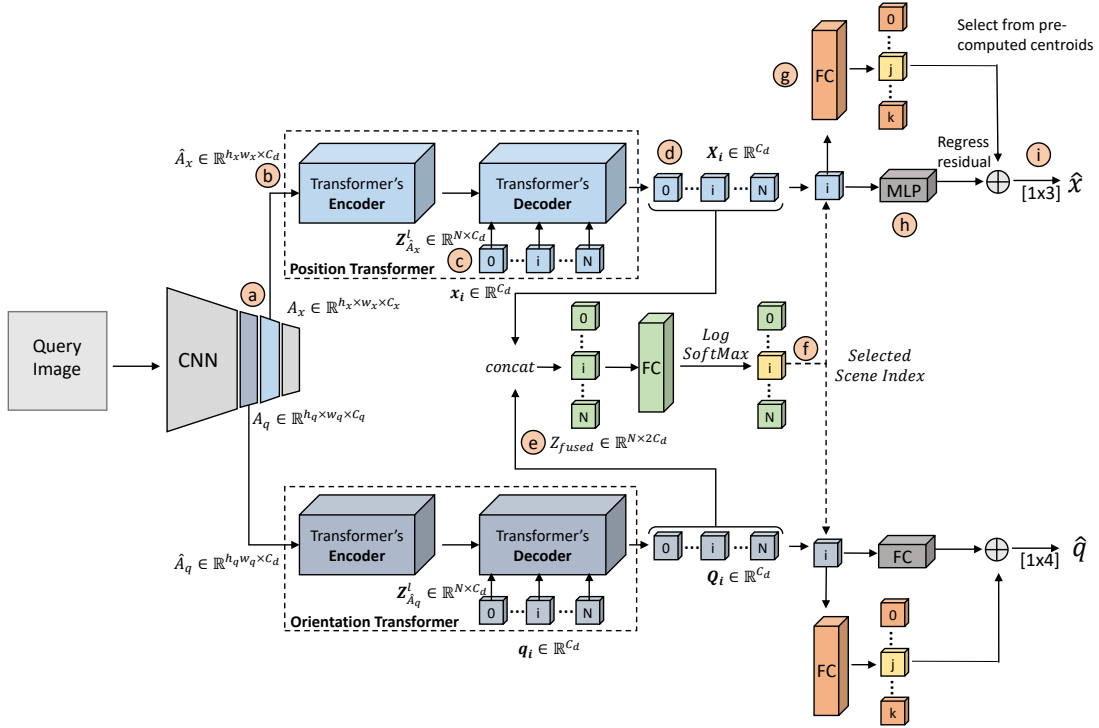 0
Select from pre-
computed centroids
FC
j
g
k
Â_x ∈ ℝ^{h_x w_x×C_d}
b
Transformer's
Encoder
Transformer's
Decoder
d
X_i ∈ ℝ^{C_d}
0 ... i ... N
i
MLP
h
Regress
residual
i
[1x3]
x̂
Z^l_{Â_x} ∈ ℝ^{N×C_d}
c
0 ... i ... N
Position Transformer
x_i ∈ ℝ^{C_d}
a
A_x ∈ ℝ^{h_x×w_x×C_x}
Query
Image
CNN
A_q ∈ ℝ^{h_q×w_q×C_q}
concat
0
i
N
FC
Log
SoftMax
0
i
N
f
Selected
Scene Index
e
Z_{fused} ∈ ℝ^{N×2C_d}
Â_q ∈ ℝ^{h_q w_q×C_d}
Transformer's
Encoder
Transformer's
Decoder
0 ... i ... N
Q_i ∈ ℝ^{C_d}
i
FC
[1x4]
q̂
Z^l_{Â_q} ∈ ℝ^{N×C_d}
0 ... i ... N
Orientation Transformer
q_i ∈ ℝ^{C_d}
FC
0
j
k